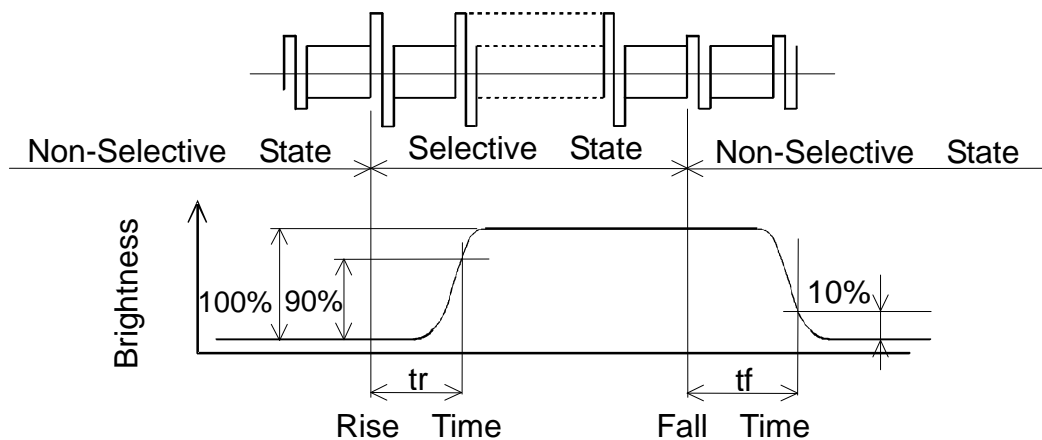 Non-Selective State Selective State Non-Selective State
Brightness
100% 90% 10%
tr tf
Rise Time Fall Time